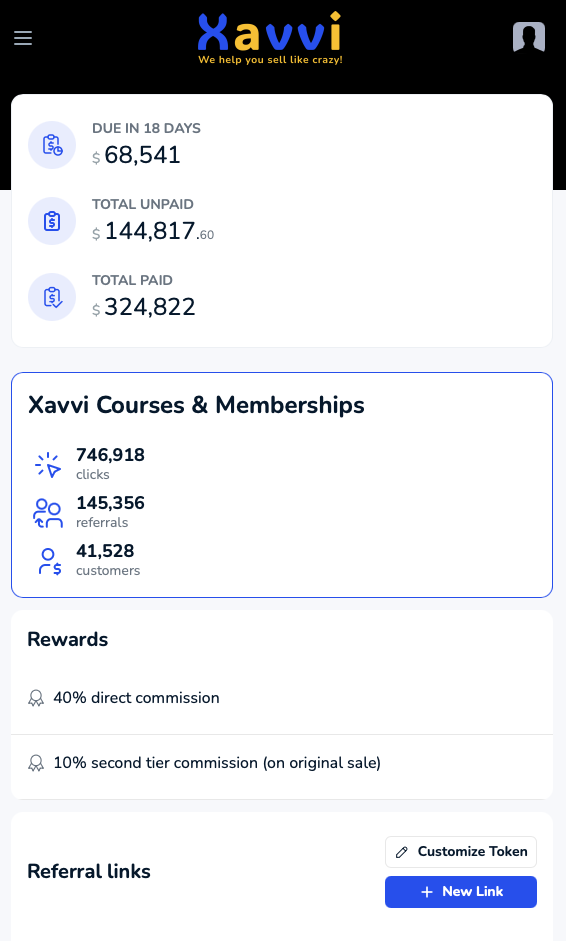 Xavvi
We help you sell like crazy!
DUE IN 18 DAYS
$ 68,541
TOTAL UNPAID
$ 144,817.60
TOTAL PAID
$ 324,822
Xavvi Courses & Memberships
746,918
clicks
145,356
referrals
41,528
customers
Rewards
40% direct commission
10% second tier commission (on original sale)
Customize Token
Referral links
New Link